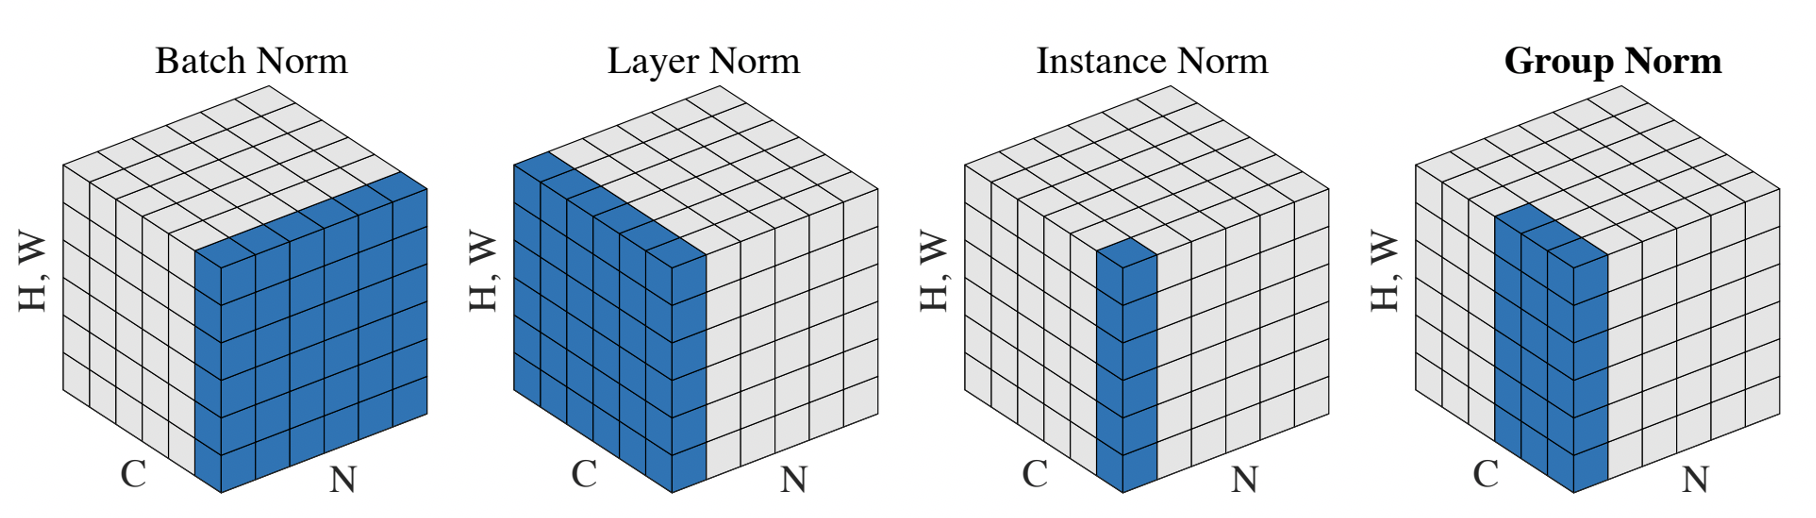 Batch Norm
H, W
C
N
Layer Norm
H, W
C
N
Instance Norm
H, W
C
N
Group Norm
H, W
C
N